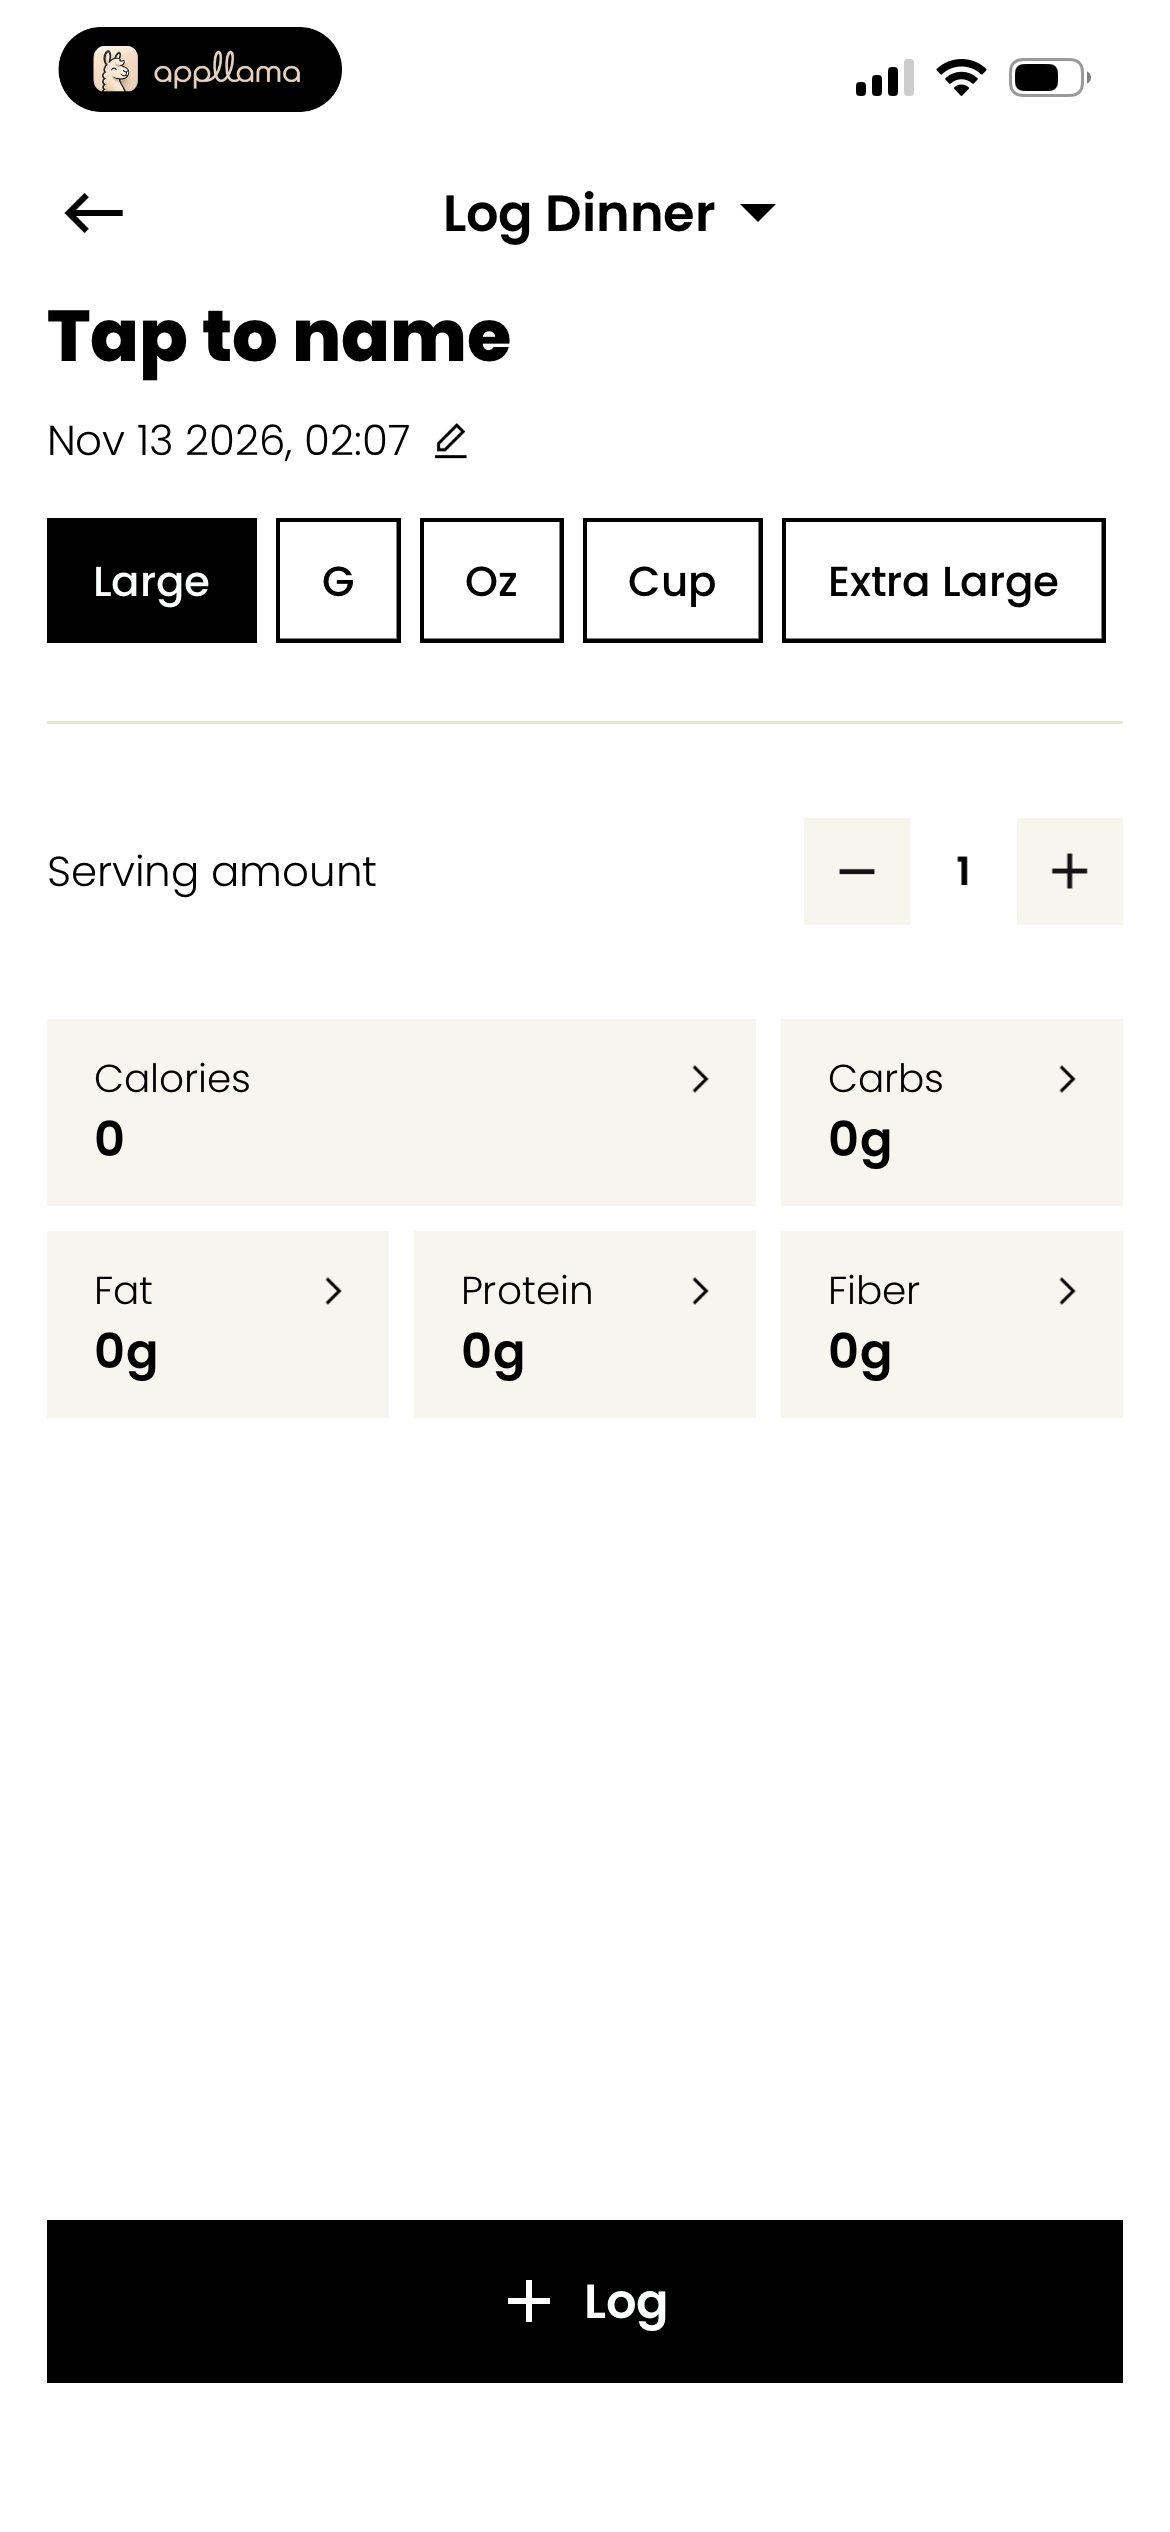 appllama
Log Dinner
Tap to name
Nov 13 2026, 02:07
Large G Oz Cup Extra Large
Serving amount − 1 +
Calories Carbs
0 0g
Fat Protein Fiber
0g 0g 0g
+ Log